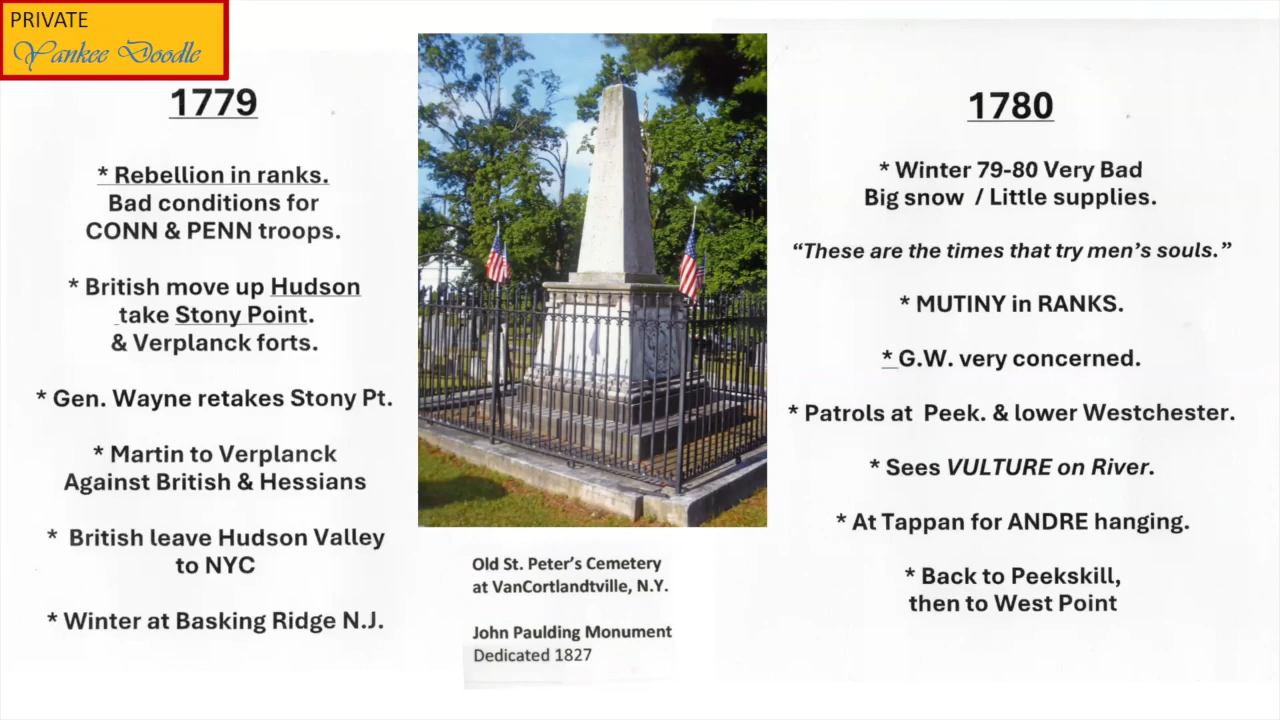 PRIVATE
Yankee Doodle
1779
* Rebellion in ranks.
Bad conditions for
CONN & PENN troops.
* British move up Hudson
take Stony Point.
& Verplanck forts.
* Gen. Wayne retakes Stony Pt.
* Martin to Verplanck
Against British & Hessians
* British leave Hudson Valley
to NYC
* Winter at Basking Ridge N.J.
Old St. Peter’s Cemetery
at VanCortlandtville, N.Y.
John Paulding Monument
Dedicated 1827
1780
* Winter 79-80 Very Bad
Big snow / Little supplies.
“These are the times that try men’s souls.”
* MUTINY in RANKS.
* G.W. very concerned.
* Patrols at Peek. & lower Westchester.
* Sees VULTURE on River.
* At Tappan for ANDRE hanging.
* Back to Peekskill,
then to West Point